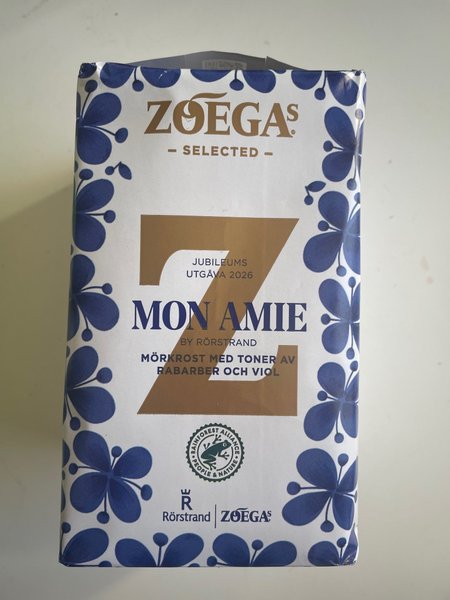 ZOÉGAS
– SELECTED –
JUBILEUMS
UTGÅVA 2026
MON AMIE
BY RÖRSTRAND
MÖRKROST MED TONER AV
RABARBER OCH VIOL
RAINFOREST ALLIANCE
PEOPLE & NATURE
Rörstrand | ZOÉGAS